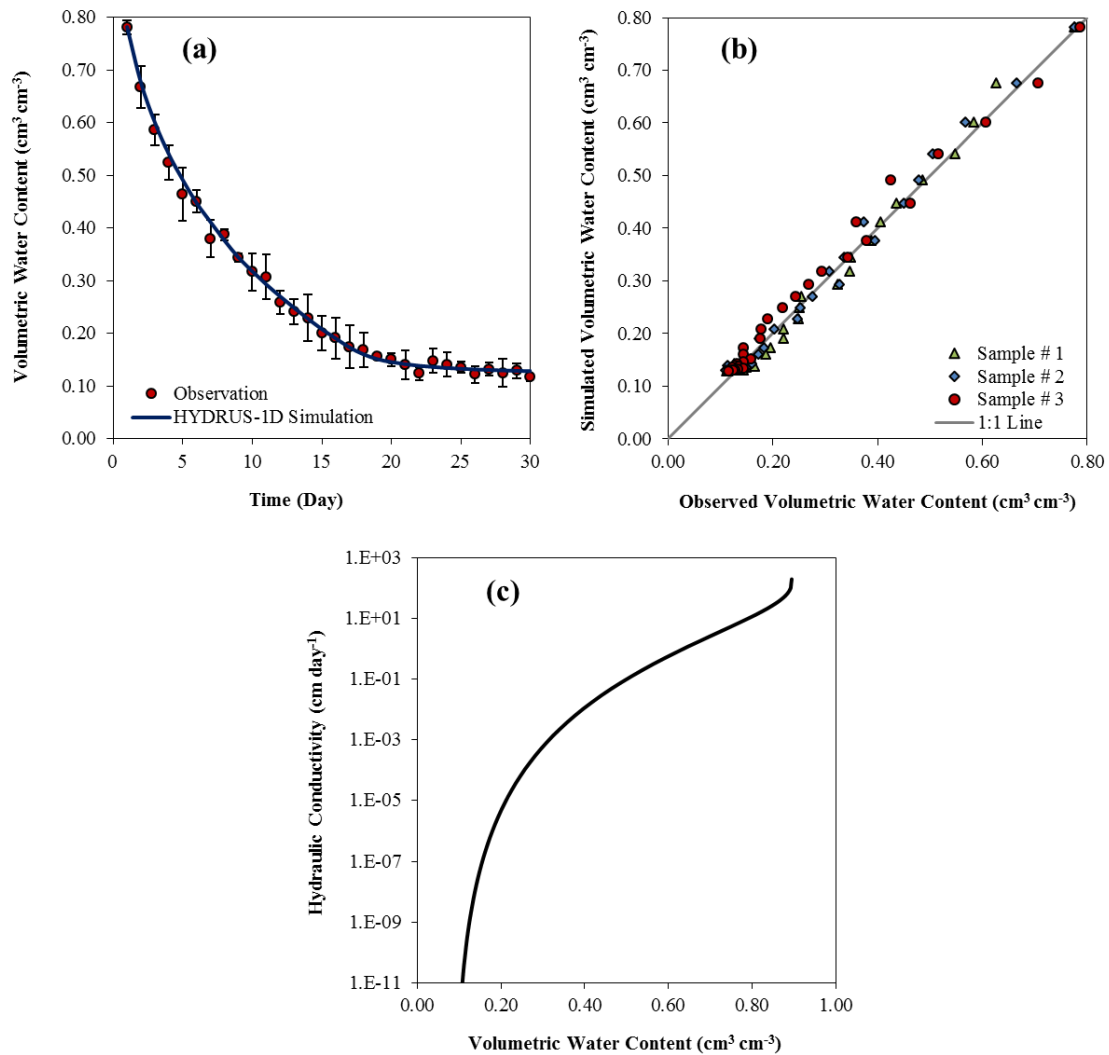 (a)
Volumetric Water Content (cm³ cm⁻³)
0.80
0.70
0.60
0.50
0.40
0.30
0.20
0.10
0.00
Observation
HYDRUS-1D Simulation
0 5 10 15 20 25 30
Time (Day)
(b)
Simulated Volumetric Water Content (cm³ cm⁻³)
0.80
0.70
0.60
0.50
0.40
0.30
0.20
0.10
0.00
Sample # 1
Sample # 2
Sample # 3
1:1 Line
0.00 0.20 0.40 0.60 0.80
Observed Volumetric Water Content (cm³ cm⁻³)
(c)
Hydraulic Conductivity (cm day⁻¹)
1.E+03
1.E+01
1.E-01
1.E-03
1.E-05
1.E-07
1.E-09
1.E-11
0.00 0.20 0.40 0.60 0.80 1.00
Volumetric Water Content (cm³ cm⁻³)